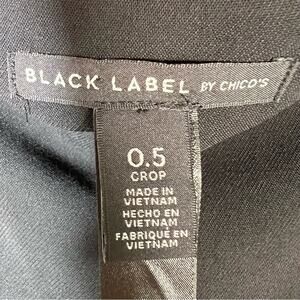 BLACK LABEL BY CHICO'S
0.5
CROP
MADE IN
VIETNAM
HECHO EN
VIETNAM
FABRIQUÉ EN
VIETNAM